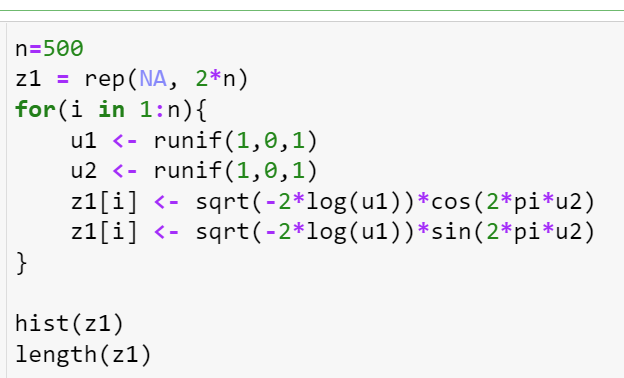 n=500
z1 = rep(NA, 2*n)
for(i in 1:n){
    u1 <- runif(1,0,1)
    u2 <- runif(1,0,1)
    z1[i] <- sqrt(-2*log(u1))*cos(2*pi*u2)
    z1[i] <- sqrt(-2*log(u1))*sin(2*pi*u2)
}
hist(z1)
length(z1)